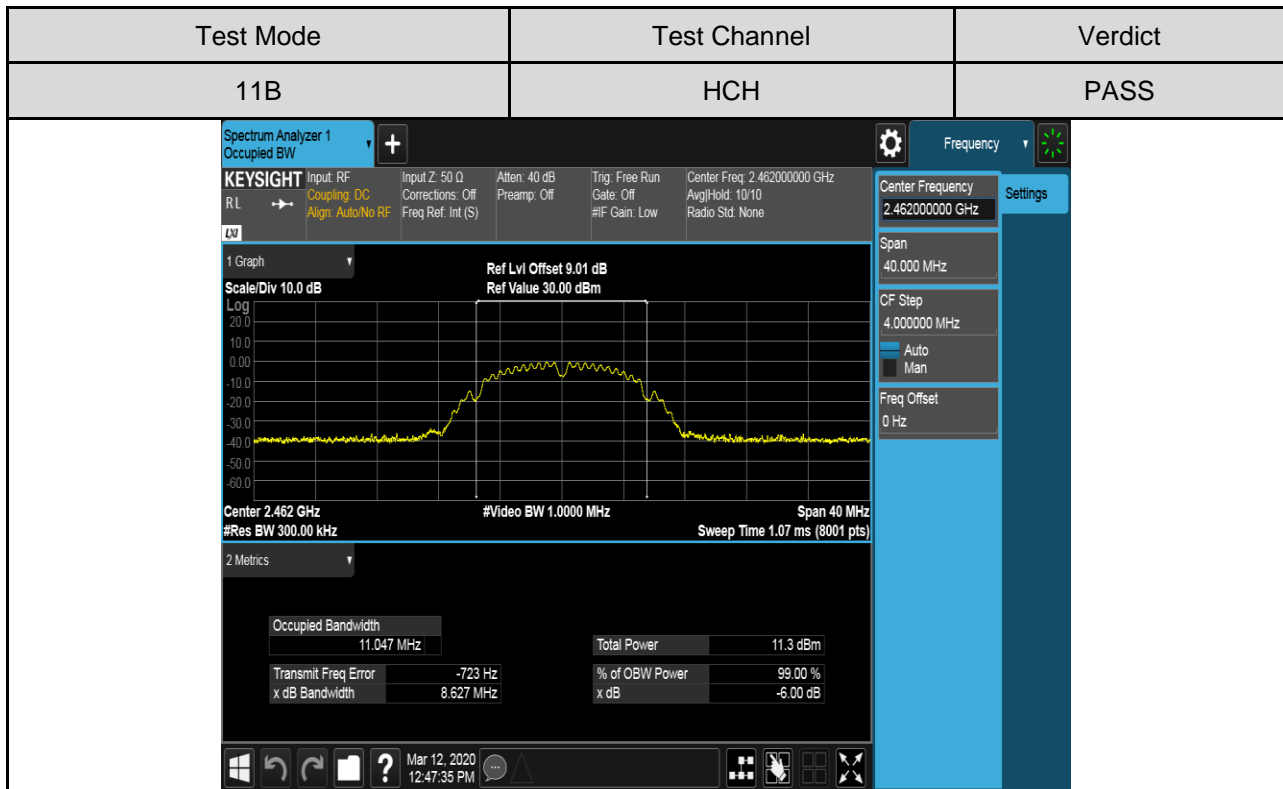 Test Mode Test Channel Verdict
11B HCH PASS
Spectrum Analyzer 1
Occupied BW
+
Frequency
KEYSIGHT
RL
LXI
Input: RF
Coupling: DC
Align: Auto/No RF
Input Z: 50 Ω
Corrections: Off
Freq Ref: Int (S)
Atten: 40 dB
Preamp: Off
Trig: Free Run
Gate: Off
#IF Gain: Low
Center Freq: 2.462000000 GHz
Avg|Hold: 10/10
Radio Std: None
Center Frequency
2.462000000 GHz
Settings
Span
40.000 MHz
CF Step
4.000000 MHz
Auto
Man
Freq Offset
0 Hz
1 Graph
Ref Lvl Offset 9.01 dB
Scale/Div 10.0 dB Ref Value 30.00 dBm
Log
20.0
10.0
0.00
-10.0
-20.0
-30.0
-40.0
-50.0
-60.0
Center 2.462 GHz #Video BW 1.0000 MHz Span 40 MHz
#Res BW 300.00 kHz Sweep Time 1.07 ms (8001 pts)
2 Metrics
Occupied Bandwidth
11.047 MHz
Total Power 11.3 dBm
Transmit Freq Error -723 Hz % of OBW Power 99.00 %
x dB Bandwidth 8.627 MHz x dB -6.00 dB
?
Mar 12, 2020
12:47:35 PM